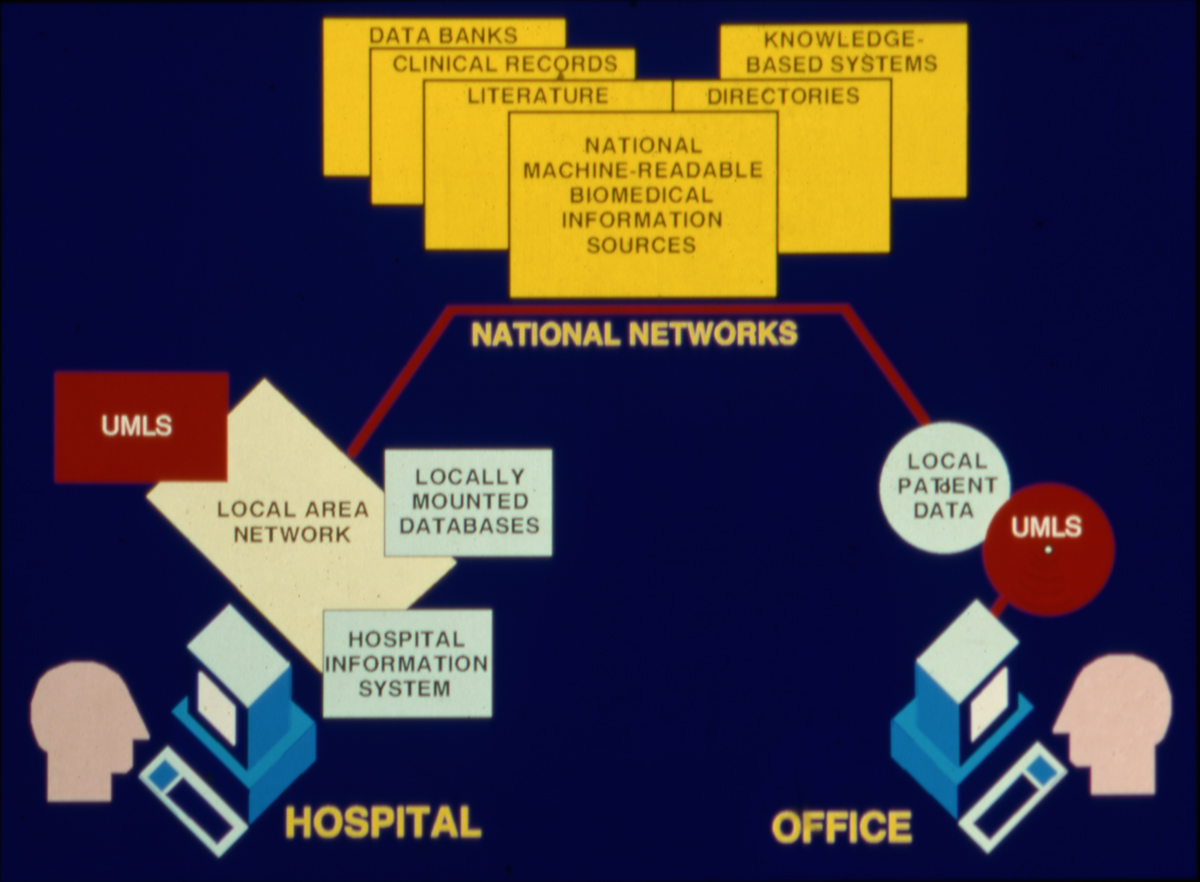 DATA BANKS
CLINICAL RECORDS
LITERATURE
KNOWLEDGE-
BASED SYSTEMS
DIRECTORIES
NATIONAL
MACHINE-READABLE
BIOMEDICAL
INFORMATION
SOURCES
NATIONAL NETWORKS
UMLS
LOCAL AREA
NETWORK
LOCALLY
MOUNTED
DATABASES
HOSPITAL
INFORMATION
SYSTEM
HOSPITAL
LOCAL
PATIENT
DATA
UMLS
OFFICE